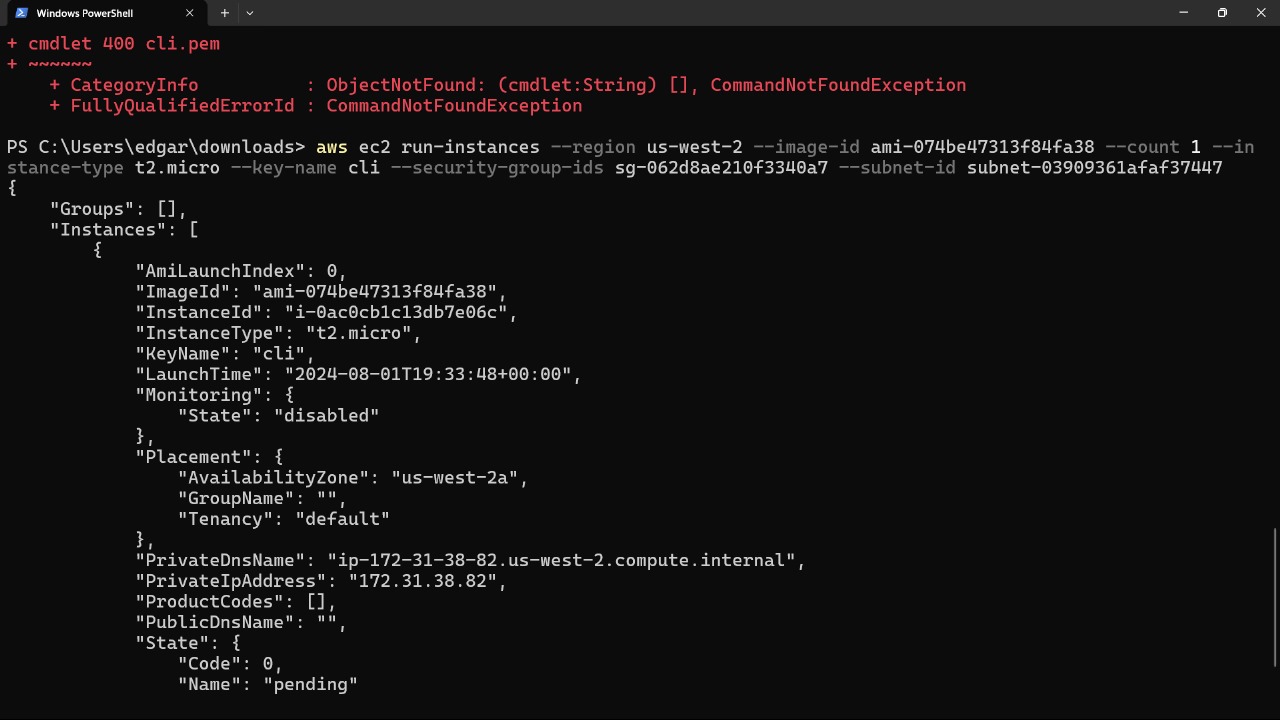 Windows PowerShell
+ cmdlet 400 cli.pem
+ ~~~~~~
    + CategoryInfo          : ObjectNotFound: (cmdlet:String) [], CommandNotFoundException
    + FullyQualifiedErrorId : CommandNotFoundException
PS C:\Users\edgar\downloads> aws ec2 run-instances --region us-west-2 --image-id ami-074be47313f84fa38 --count 1 --in
stance-type t2.micro --key-name cli --security-group-ids sg-062d8ae210f3340a7 --subnet-id subnet-03909361afaf37447
{
    "Groups": [],
    "Instances": [
        {
            "AmiLaunchIndex": 0,
            "ImageId": "ami-074be47313f84fa38",
            "InstanceId": "i-0ac0cb1c13db7e06c",
            "InstanceType": "t2.micro",
            "KeyName": "cli",
            "LaunchTime": "2024-08-01T19:33:48+00:00",
            "Monitoring": {
                "State": "disabled"
            },
            "Placement": {
                "AvailabilityZone": "us-west-2a",
                "GroupName": "",
                "Tenancy": "default"
            },
            "PrivateDnsName": "ip-172-31-38-82.us-west-2.compute.internal",
            "PrivateIpAddress": "172.31.38.82",
            "ProductCodes": [],
            "PublicDnsName": "",
            "State": {
                "Code": 0,
                "Name": "pending"